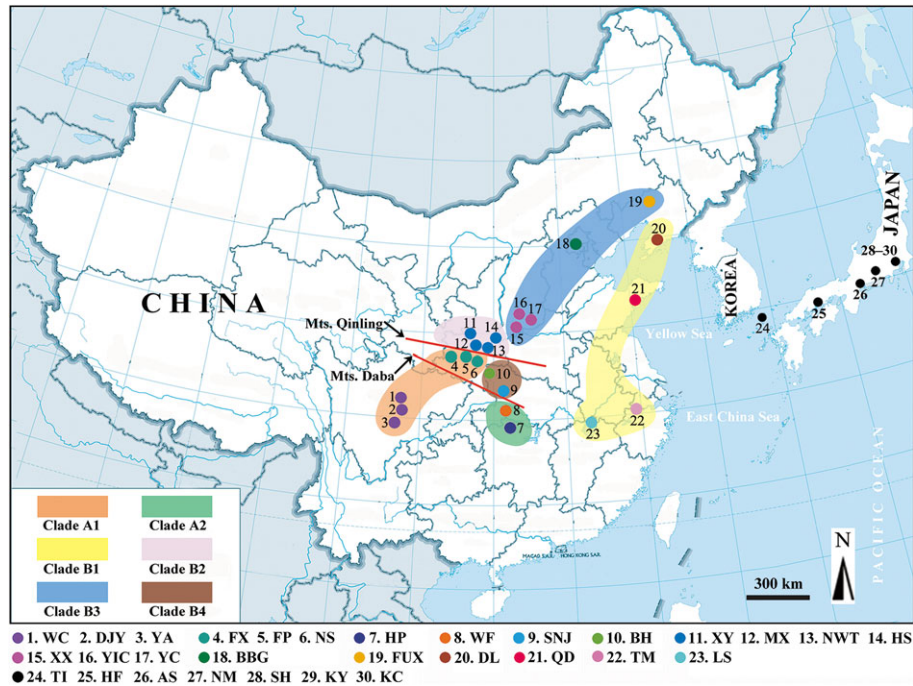 19
20
18
28–30
JAPAN
27
26
25
KOREA
24
21
CHINA
16
17
15
Mts. Qinling
11
14
12
13
Yellow Sea
Mts. Daba
4
5
6
10
9
1
2
3
8
7
22
23
East China Sea
PACIFIC OCEAN
Clade A1
Clade A2
Clade B1
Clade B2
Clade B3
Clade B4
N
300 km
1. WC 2. DJY 3. YA 4. FX 5. FP 6. NS 7. HP 8. WF 9. SNJ 10. BH 11. XY 12. MX 13. NWT 14. HS
15. XX 16. YIC 17. YC 18. BBG 19. FUX 20. DL 21. QD 22. TM 23. LS
24. TI 25. HF 26. AS 27. NM 28. SH 29. KY 30. KC